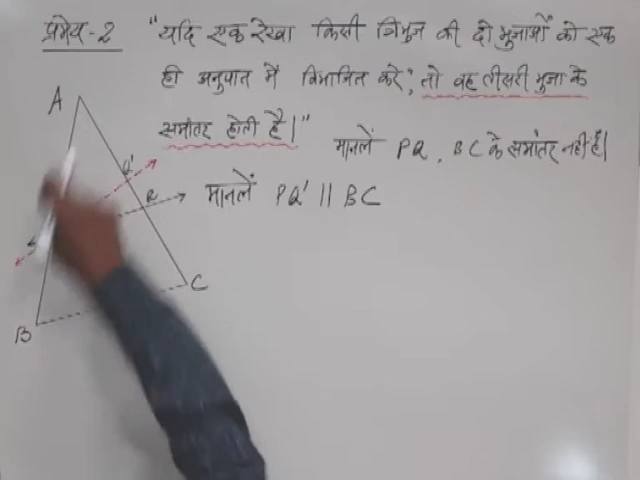 प्रमेय-2 "यदि एक रेखा किसी त्रिभुज की दो भुजाओं को एक
ही अनुपात में विभाजित करे, तो वह तीसरी भुजा के
समांतर होती है।"
मानलें PQ, BC के समांतर नहीं है।
मानलें PQ' || BC
A
Q'
C
B